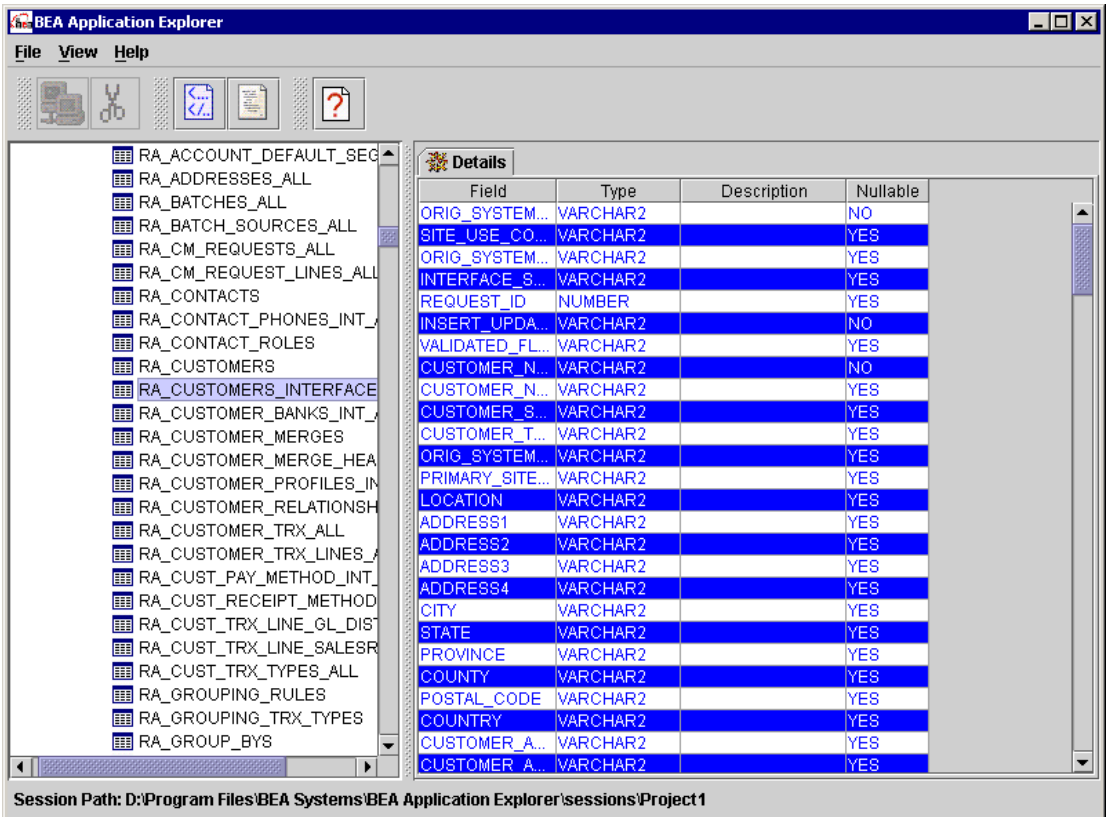 BEA Application Explorer
File View Help
RA_ACCOUNT_DEFAULT_SEG
RA_ADDRESSES_ALL
RA_BATCHES_ALL
RA_BATCH_SOURCES_ALL
RA_CM_REQUESTS_ALL
RA_CM_REQUEST_LINES_ALL
RA_CONTACTS
RA_CONTACT_PHONES_INT_
RA_CONTACT_ROLES
RA_CUSTOMERS
RA_CUSTOMERS_INTERFACE
RA_CUSTOMER_BANKS_INT_
RA_CUSTOMER_MERGES
RA_CUSTOMER_MERGE_HEA
RA_CUSTOMER_PROFILES_IN
RA_CUSTOMER_RELATIONSH
RA_CUSTOMER_TRX_ALL
RA_CUSTOMER_TRX_LINES_
RA_CUST_PAY_METHOD_INT_
RA_CUST_RECEIPT_METHOD
RA_CUST_TRX_LINE_GL_DIST
RA_CUST_TRX_LINE_SALESR
RA_CUST_TRX_TYPES_ALL
RA_GROUPING_RULES
RA_GROUPING_TRX_TYPES
RA_GROUP_BYS
Details
Field Type Description Nullable
ORIG_SYSTEM... VARCHAR2 NO
SITE_USE_CO... VARCHAR2 YES
ORIG_SYSTEM... VARCHAR2 YES
INTERFACE_S... VARCHAR2 YES
REQUEST_ID NUMBER YES
INSERT_UPDA... VARCHAR2 NO
VALIDATED_FL... VARCHAR2 YES
CUSTOMER_N... VARCHAR2 NO
CUSTOMER_N... VARCHAR2 YES
CUSTOMER_S... VARCHAR2 YES
CUSTOMER_T... VARCHAR2 YES
ORIG_SYSTEM... VARCHAR2 YES
PRIMARY_SITE... VARCHAR2 YES
LOCATION VARCHAR2 YES
ADDRESS1 VARCHAR2 YES
ADDRESS2 VARCHAR2 YES
ADDRESS3 VARCHAR2 YES
ADDRESS4 VARCHAR2 YES
CITY VARCHAR2 YES
STATE VARCHAR2 YES
PROVINCE VARCHAR2 YES
COUNTY VARCHAR2 YES
POSTAL_CODE VARCHAR2 YES
COUNTRY VARCHAR2 YES
CUSTOMER_A... VARCHAR2 YES
CUSTOMER_A... VARCHAR2 YES
Session Path: D:\Program Files\BEA Systems\BEA Application Explorer\sessions\Project1